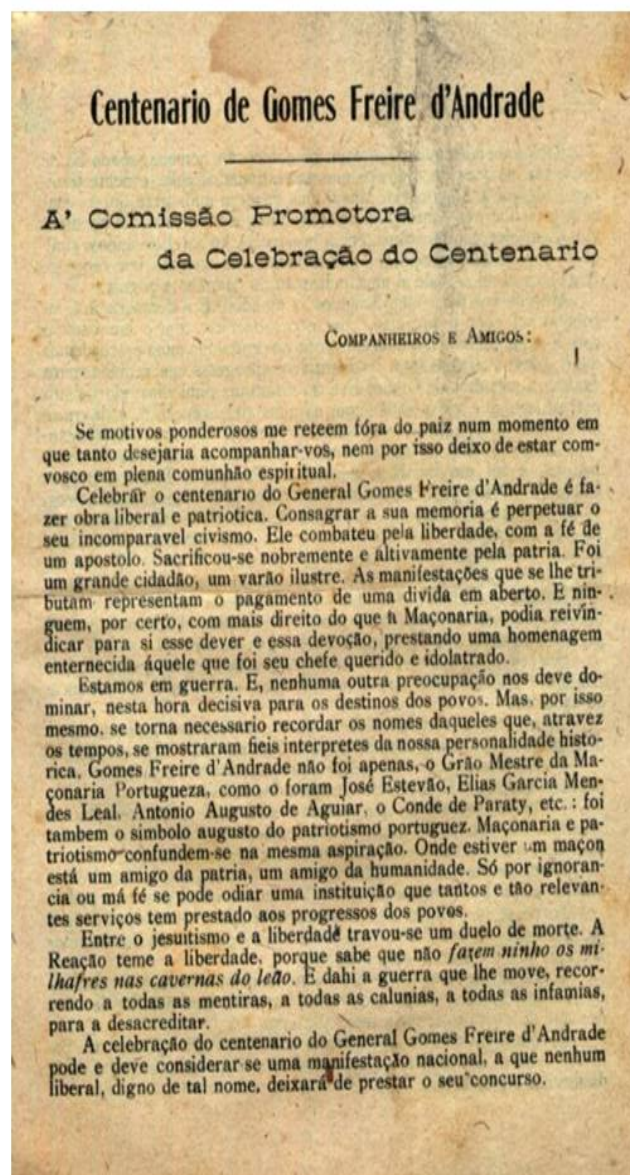 Centenario de Gomes Freire d'Andrade
A' Comissão Promotora
da Celebração do Centenario
COMPANHEIROS E AMIGOS:
Se motivos ponderosos me reteem fóra do paiz num momento em
que tanto desejaria acompanhar-vos, nem por isso deixo de estar com-
vosco em plena comunhão espiritual.
Celebrar o centenario do General Gomes Freire d'Andrade é fa-
zer obra liberal e patriotica. Consagrar a sua memoria é perpetuar o
seu incomparavel civismo. Ele combateu pela liberdade, com a fé de
um apostolo. Sacrificou-se nobremente e altivamente pela patria. Foi
um grande cidadão, um varão ilustre. As manifestações que se lhe tri-
butam representam o pagamento de uma divida em aberto. E nin-
guem, por certo, com mais direito do que a Maçonaria, podia reivin-
dicar para si esse dever e essa devoção, prestando uma homenagem
enternecida áquele que foi seu chefe querido e idolatrado.
Estamos em guerra. E, nenhuma outra preocupação nos deve do-
minar, nesta hora decisiva para os destinos dos povos. Mas, por isso
mesmo, se torna necessario recordar os nomes daqueles que, atravez
os tempos, se mostraram fieis interpretes da nossa personalidade histo-
rica. Gomes Freire d'Andrade não foi apenas, o Grão Mestre da Ma-
çonaria Portugueza, como o foram José Estevão, Elias Garcia Men-
des Leal, Antonio Augusto de Aguiar, o Conde de Paraty, etc.: foi
tambem o simbolo augusto do patriotismo portuguez. Maçonaria e pa-
triotismo confundem-se na mesma aspiração. Onde estiver um maçon
está um amigo da patria, um amigo da humanidade. Só por ignoran-
cia ou má fé se pode odiar uma instituição que tantos e tão relevan-
tes serviços tem prestado aos progressos dos povos.
Entre o jesuitismo e a liberdade travou-se um duelo de morte. A
Reação teme a liberdade, porque sabe que não fazem ninho os mi-
lhafres nas cavernas do leão. E dahi a guerra que lhe move, recor-
rendo a todas as mentiras, a todas as calunias, a todas as infamias,
para a desacreditar.
A celebração do centenario do General Gomes Freire d'Andrade
pode e deve considerar-se uma manifestação nacional, a que nenhum
liberal, digno de tal nome, deixará de prestar o seu concurso.